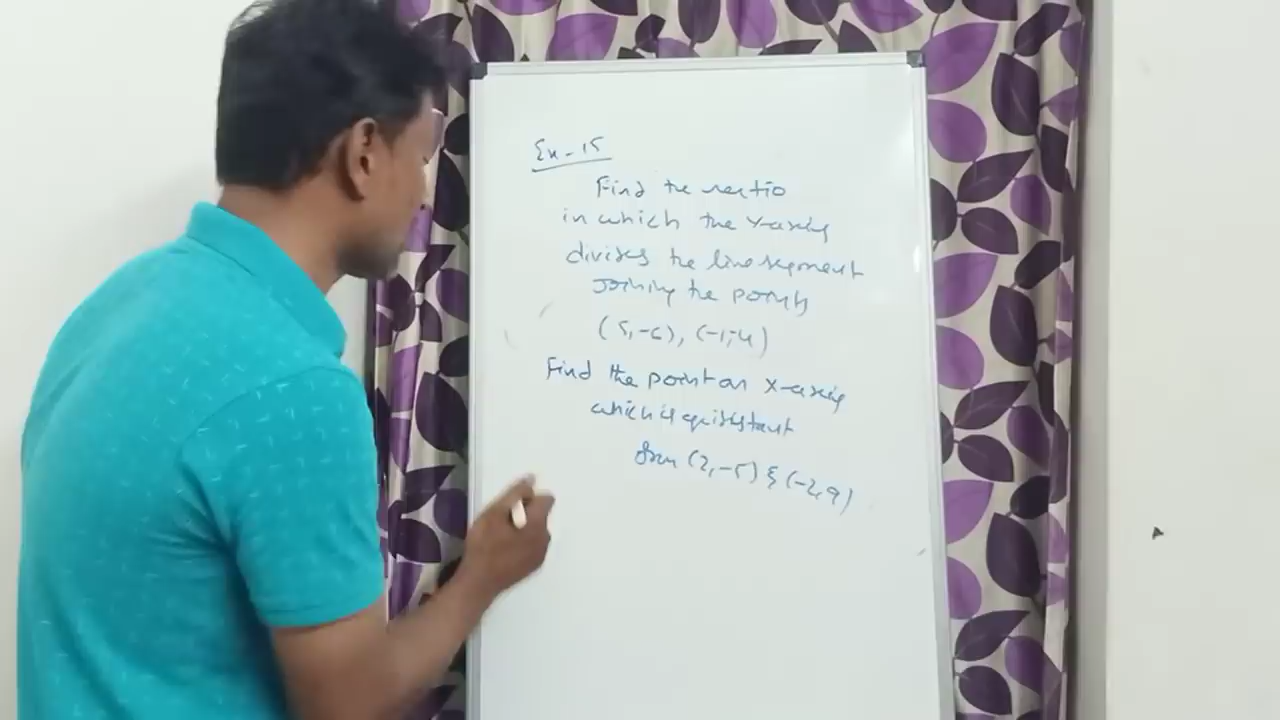 Ex-15
Find the ratio
in which the Y-axis
divides the line segment
Joining the points
(5,-6), (-1,-4)
Find the point on X-axis
which is equidistant
from (2,-5) & (-2,9)